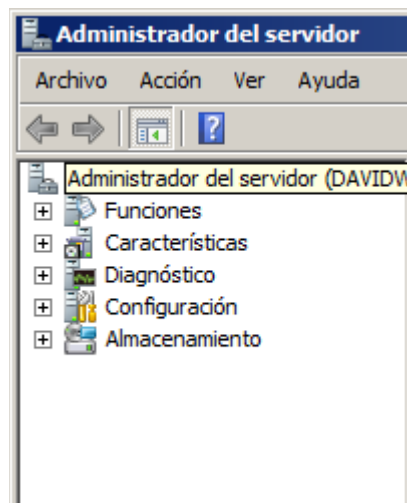 Administrador del servidor
Archivo Acción Ver Ayuda
Administrador del servidor (DAVIDW
Funciones
Características
Diagnóstico
Configuración
Almacenamiento